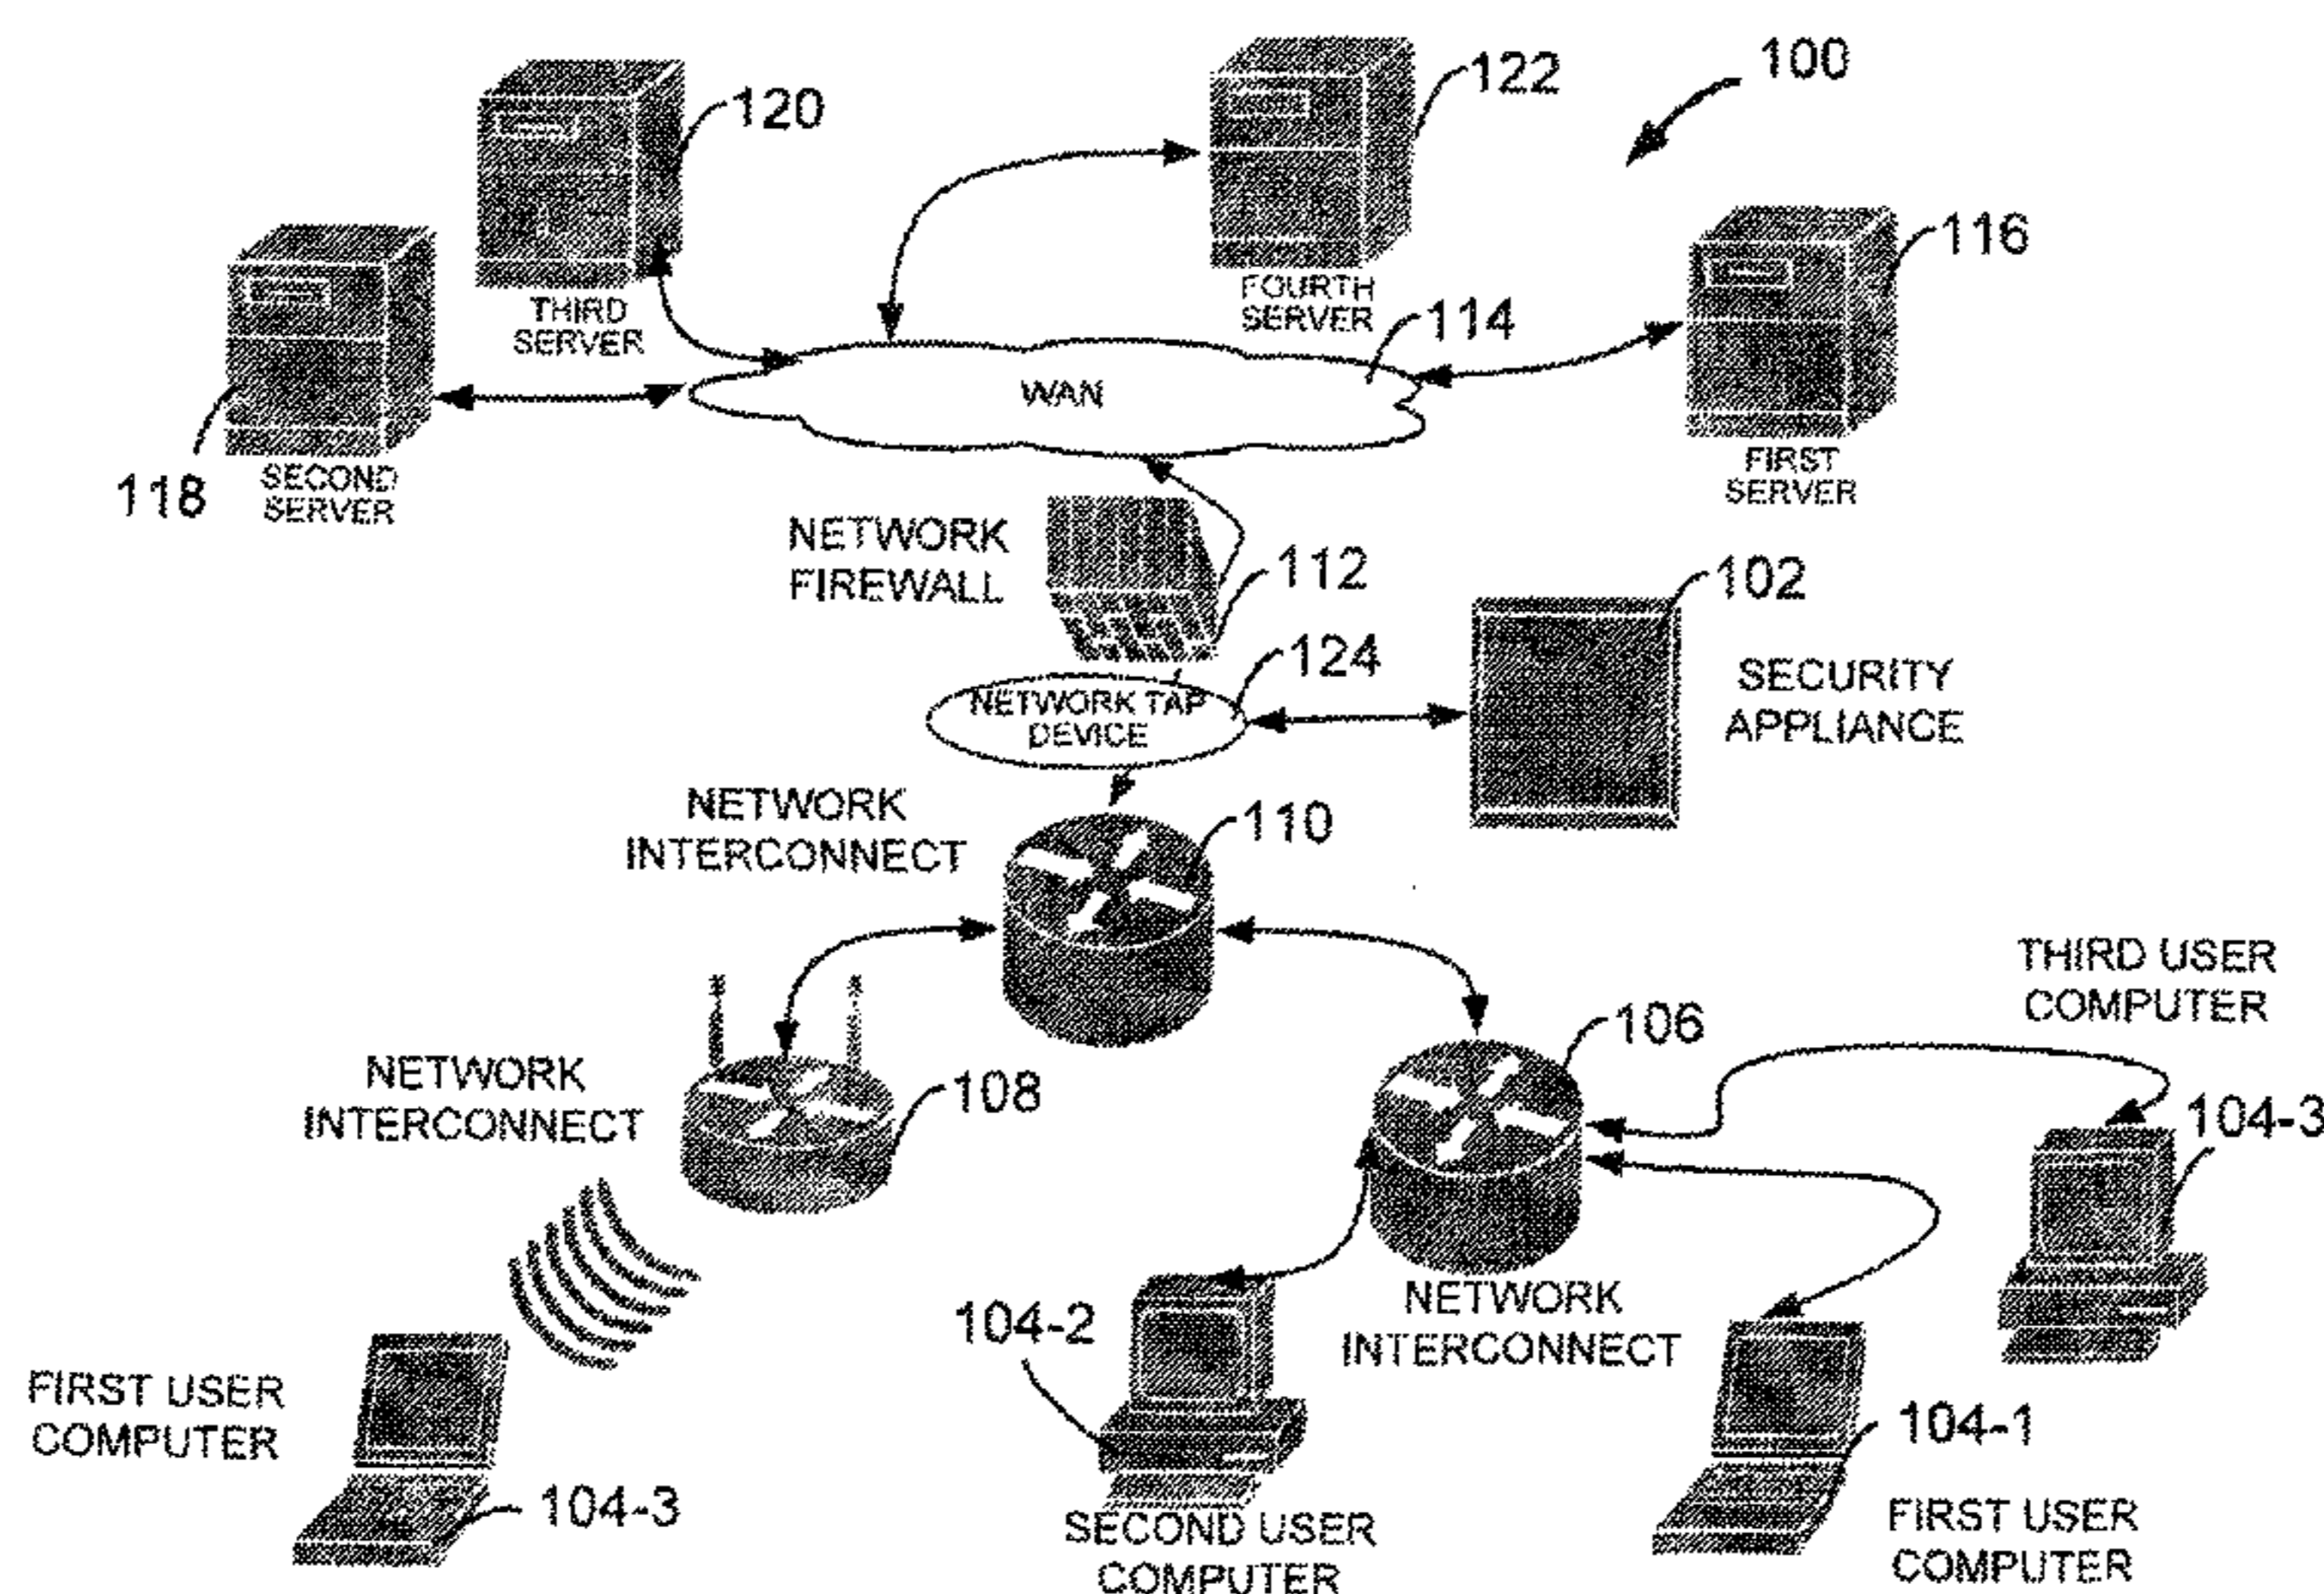 100
122
120
116
FOURTH
SERVER
THIRD
SERVER
114
WAN
118
SECOND
SERVER
FIRST
SERVER
NETWORK
FIREWALL
112
102
124
SECURITY
APPLIANCE
NETWORK TAP
DEVICE
NETWORK
INTERCONNECT
110
THIRD USER
COMPUTER
106
NETWORK
INTERCONNECT
108
104-3
104-2
NETWORK
INTERCONNECT
FIRST USER
COMPUTER
104-1
104-3
SECOND USER
COMPUTER
FIRST USER
COMPUTER